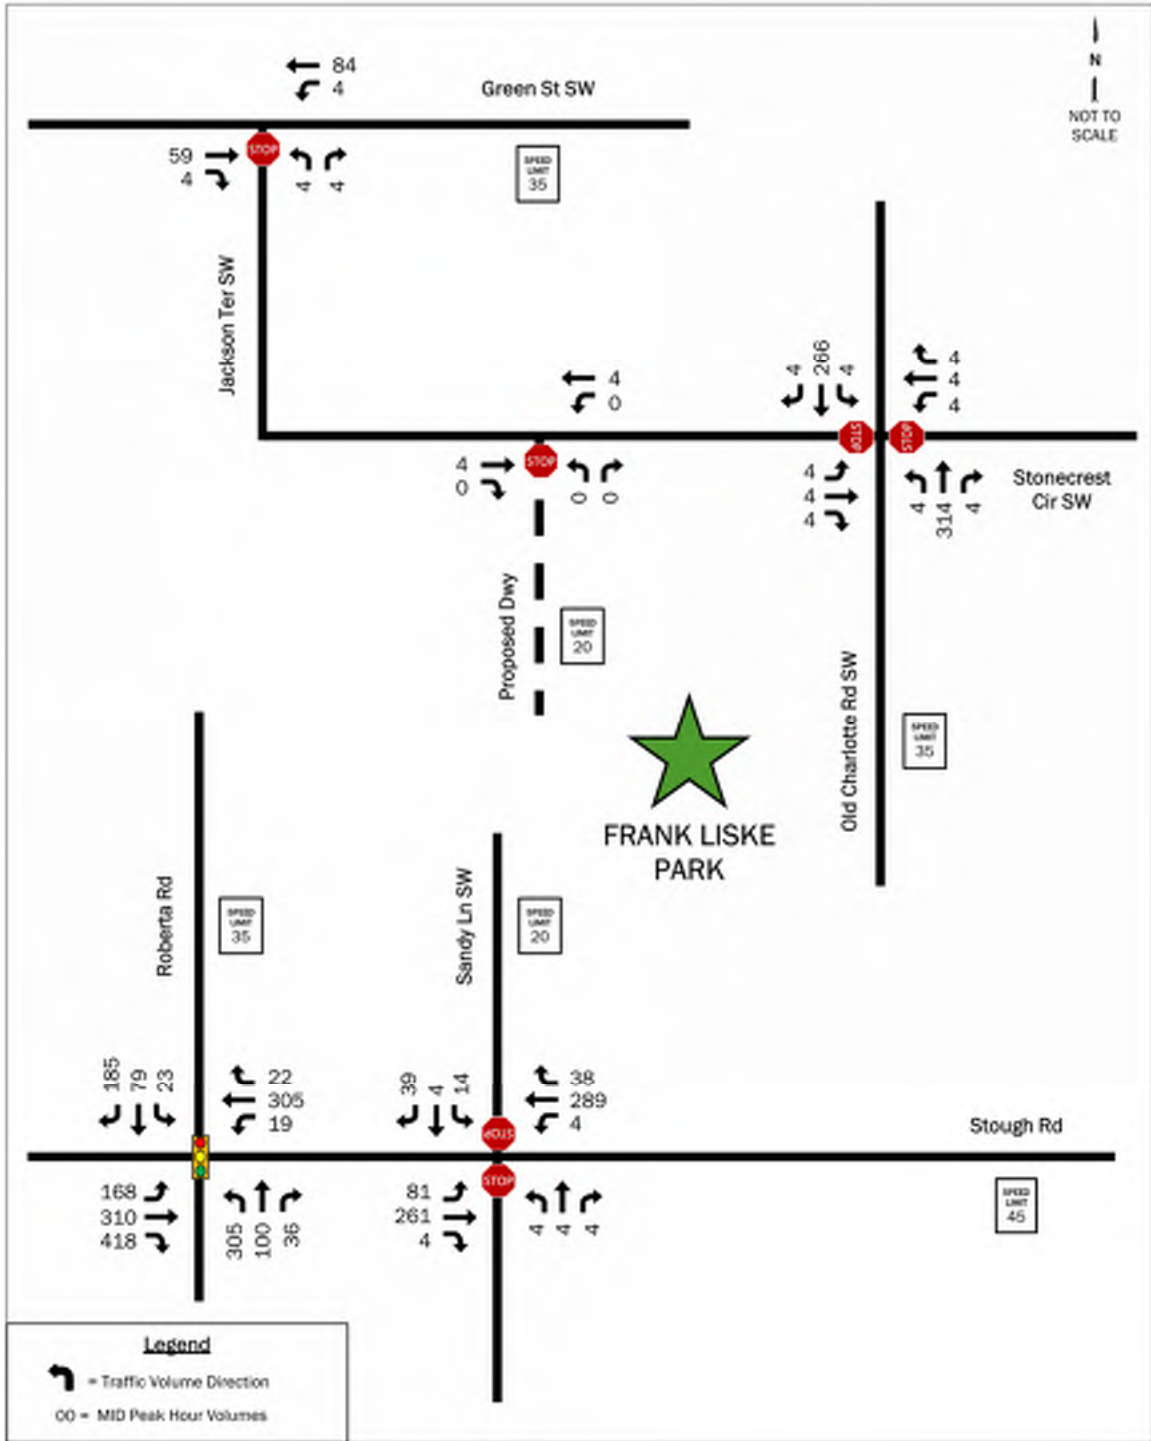 84
4
Green St SW
N
NOT TO
SCALE
59
4
STOP
4
4
SPEED
LIMIT
35
Jackson Ter SW
4
0
4
266
4
4
4
4
4
0
STOP
0
0
STOP
STOP
4
4
4
4
314
4
Stonecrest
Cir SW
Proposed Dwy
SPEED
LIMIT
20
Old Charlotte Rd SW
SPEED
LIMIT
35
FRANK LISKE
PARK
Roberta Rd
SPEED
LIMIT
35
Sandy Ln SW
SPEED
LIMIT
20
185
79
23
22
305
19
39
4
14
38
289
4
STOP
Stough Rd
168
310
418
305
100
36
81
261
4
STOP
4
4
4
SPEED
LIMIT
45
Legend
= Traffic Volume Direction
00 = MID Peak Hour Volumes